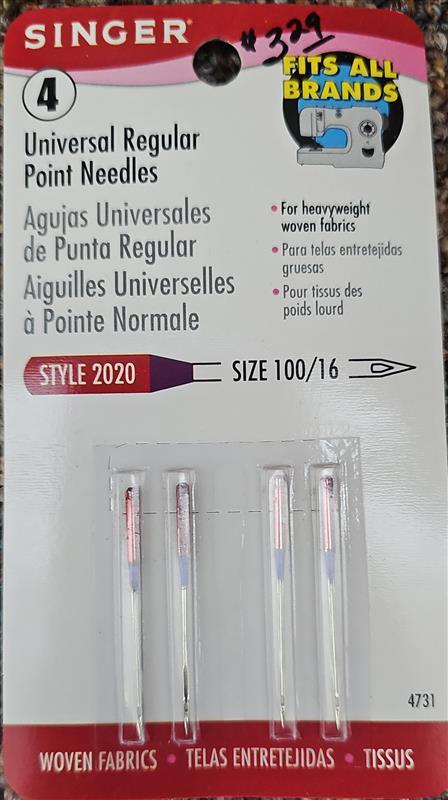 SINGER
#329
FITS ALL
BRANDS
4
Universal Regular
Point Needles
Agujas Universales
de Punta Regular
Aiguilles Universelles
à Pointe Normale
• For heavyweight
woven fabrics
• Para telas entretejidas
gruesas
• Pour tissus des
poids lourd
STYLE 2020
SIZE 100/16
4731
WOVEN FABRICS • TELAS ENTRETEJIDAS • TISSUS